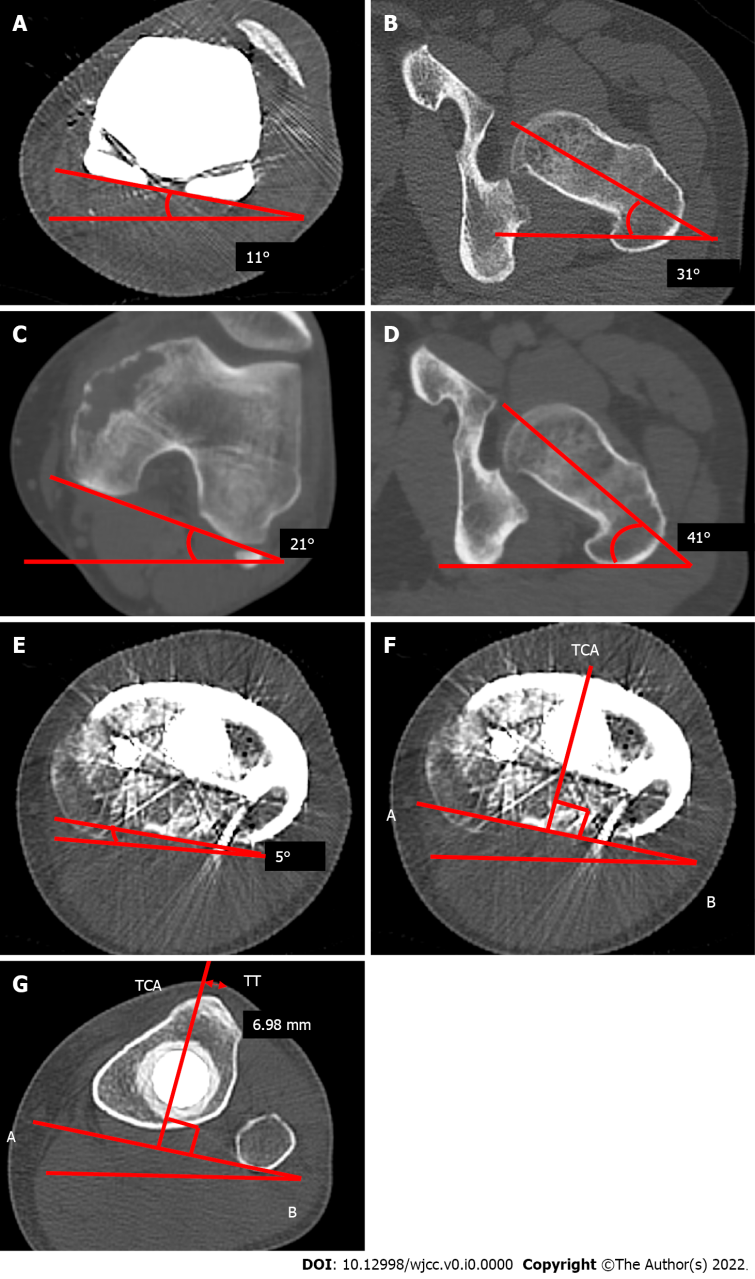 A
B
11°
31°
C
D
21°
41°
E
F
TCA
A
5°
B
G
TCA
TT
6.98 mm
A
B
DOI: 10.12998/wjcc.v0.i0.0000 Copyright ©The Author(s) 2022.